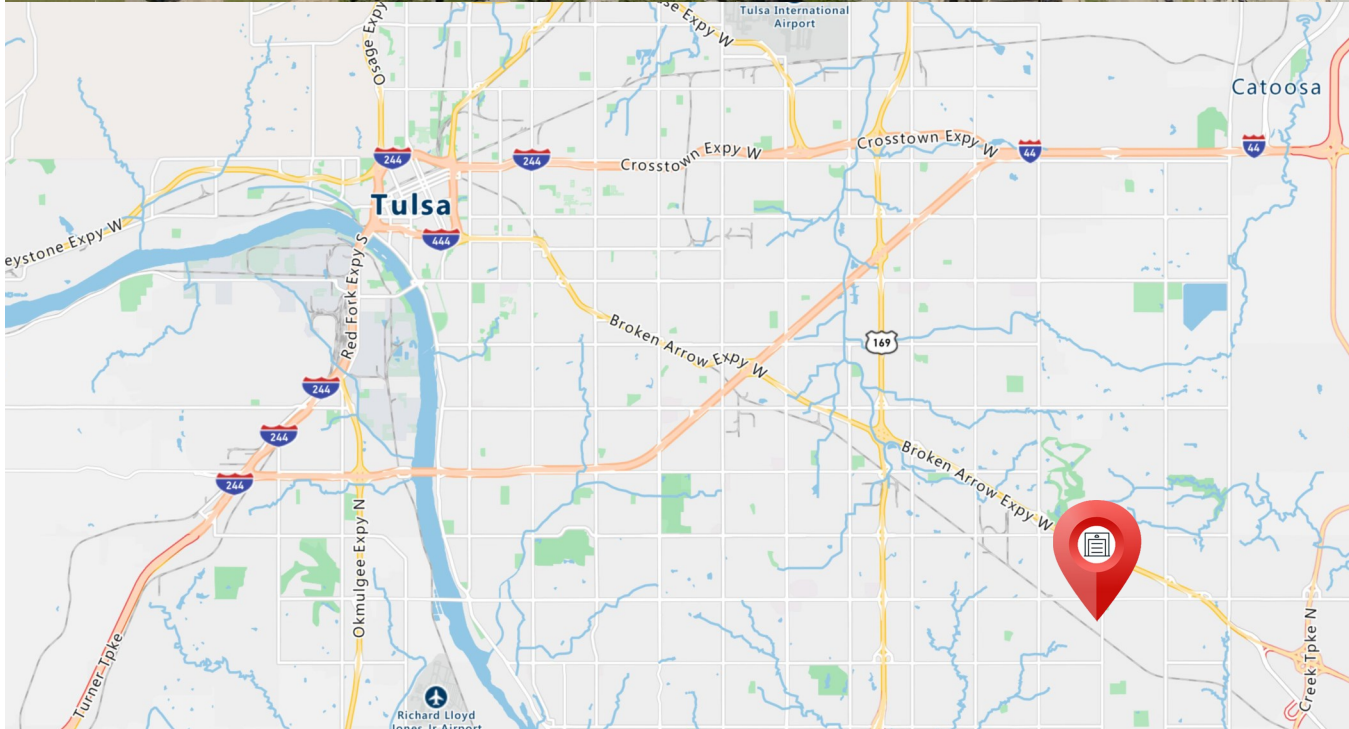 Tulsa International
Airport
Osage Expy
se Expy W
Catoosa
Crosstown Expy W
Crosstown Expy W
244
244
44
44
Tulsa
444
eystone Expy W
Red Fork Expy S
Broken Arrow Expy W
169
244
244
244
Broken Arrow Expy W
Okmulgee Expy N
Turner Tpke
Creek Tpke N
Richard Lloyd
Jones Jr Airport